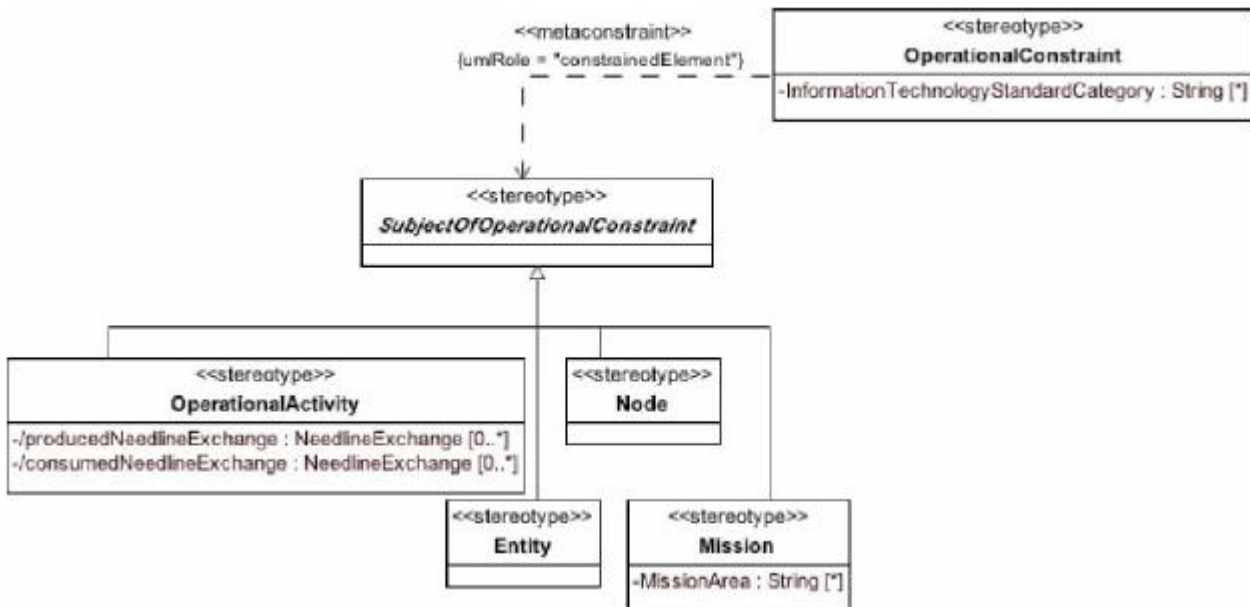 <<metaconstraint>>
{umlRole = "constrainedElement"}
<<stereotype>>
OperationalConstraint
-InformationTechnologyStandardCategory : String [*]
<<stereotype>>
SubjectOfOperationalConstraint
<<stereotype>>
OperationalActivity
-/producedNeedlineExchange : NeedlineExchange [0..*]
-/consumedNeedlineExchange : NeedlineExchange [0..*]
<<stereotype>>
Node
<<stereotype>>
Entity
<<stereotype>>
Mission
-MissionArea : String [*]